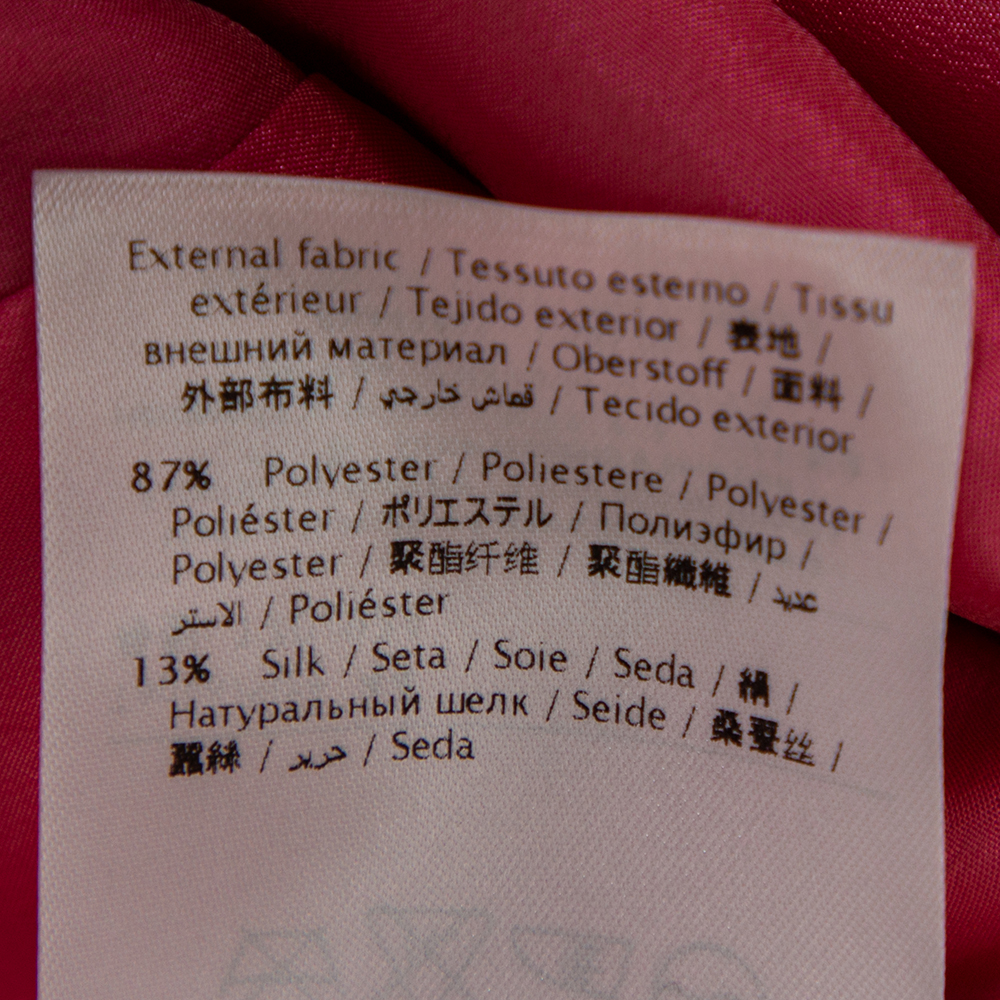 External fabric / Tessuto esterno / Tissu
extérieur / Tejido exterior / 表地 /
внешний материал / Oberstoff / 面料 /
外部布料 / قماش خارجي / Tecido exterior
87% Polyester / Poliestere / Polyester /
Poliéster / ポリエステル / Полиэфир /
Polyester / 聚酯纤维 / 聚酯纖維 / عديد
الاستر / Poliéster
13% Silk / Seta / Soie / Seda / 絹 /
Натуральный шелк / Seide / 桑蚕丝 /
蠶絲 / حرير / Seda